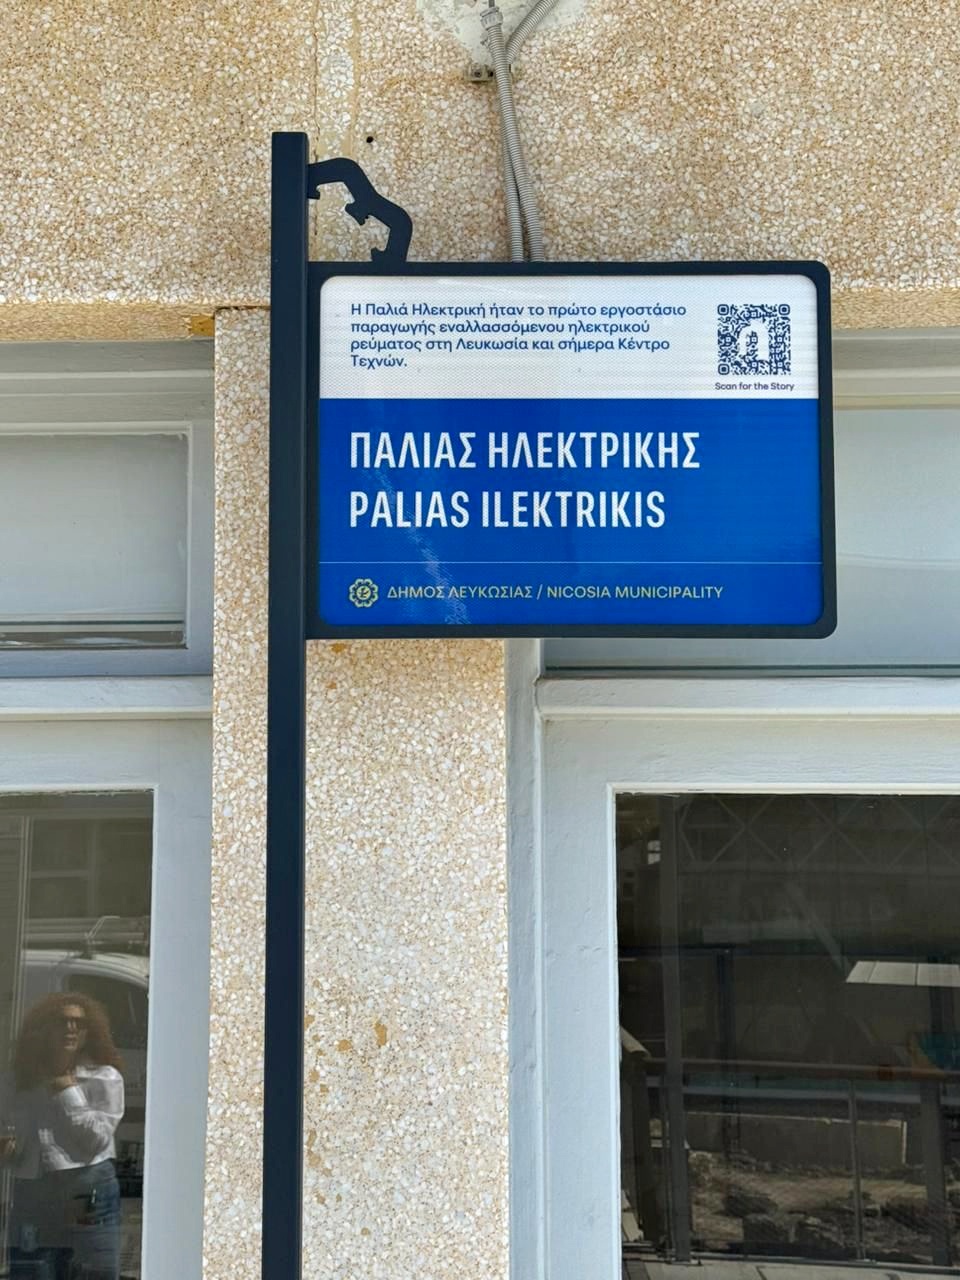 Η Παλιά Ηλεκτρική ήταν το πρώτο εργοστάσιο
παραγωγής εναλλασσόμενου ηλεκτρικού
ρεύματος στη Λευκωσία και σήμερα Κέντρο
Τεχνών.
Scan for the Story
ΠΑΛΙΑΣ ΗΛΕΚΤΡΙΚΗΣ
PALIAS ILEKTRIKIS
ΔΗΜΟΣ ΛΕΥΚΩΣΙΑΣ / NICOSIA MUNICIPALITY